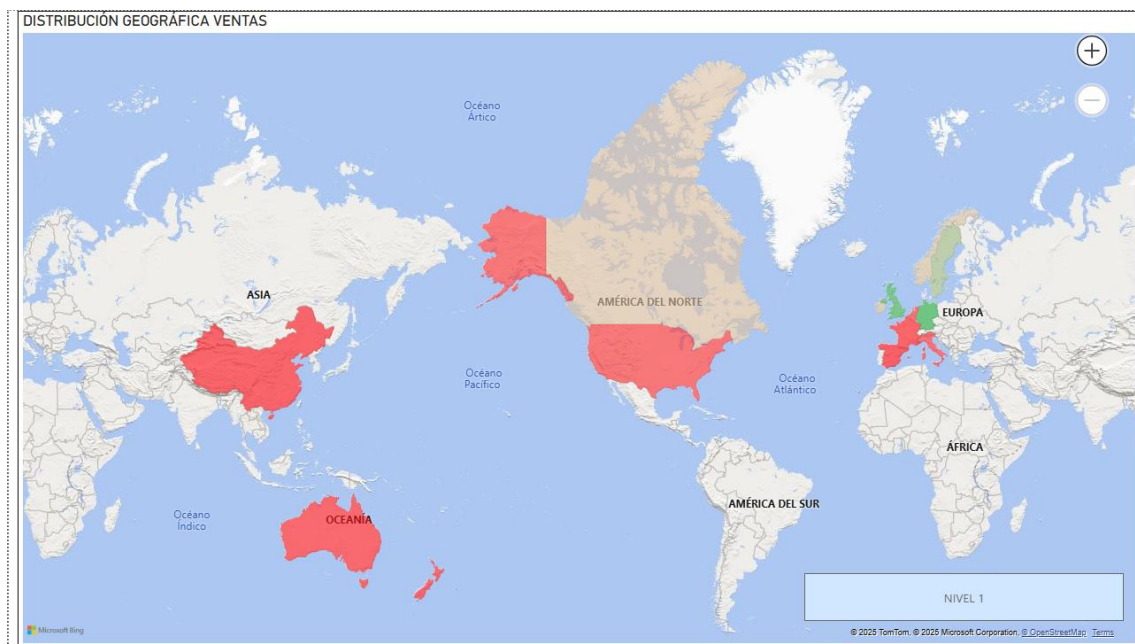 DISTRIBUCIÓN GEOGRÁFICA VENTAS
Océano
Ártico
ASIA
AMÉRICA DEL NORTE
EUROPA
Océano
Pacífico
Océano
Atlántico
ÁFRICA
AMÉRICA DEL SUR
Océano
Índico
OCEANÍA
NIVEL 1
Microsoft Bing
© 2025 TomTom, © 2025 Microsoft Corporation, © OpenStreetMap Terms